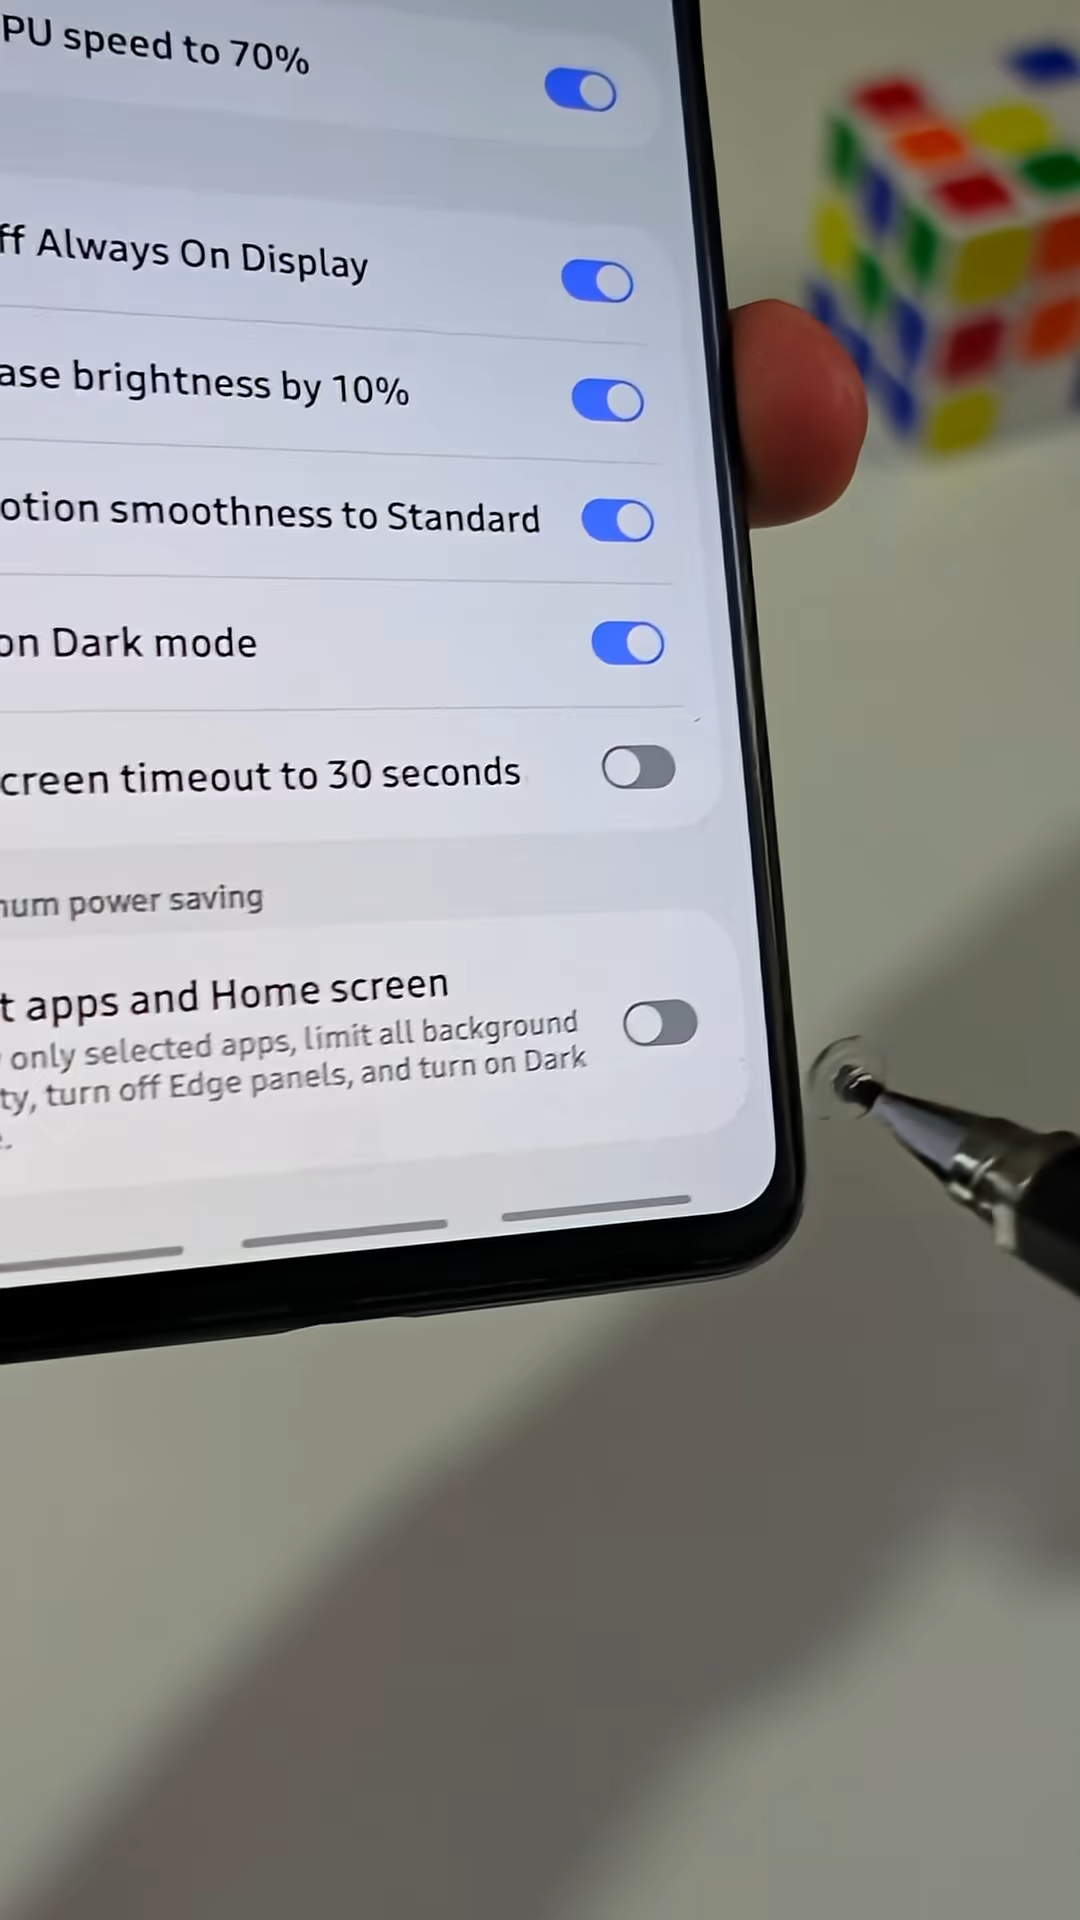 PU speed to 70%
ff Always On Display
ase brightness by 10%
otion smoothness to Standard
on Dark mode
creen timeout to 30 seconds
num power saving
t apps and Home screen
only selected apps, limit all background
ty, turn off Edge panels, and turn on Dark